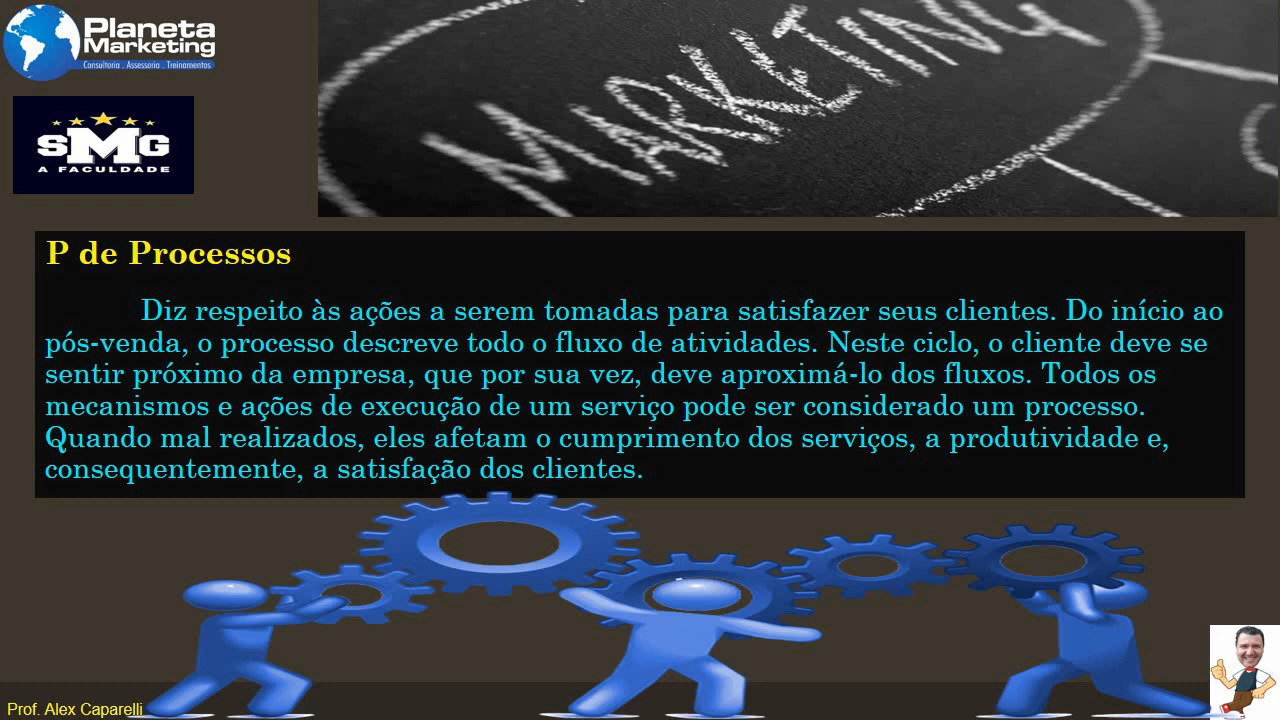 Planeta
Marketing
Consultoria . Assessoria . Treinamentos
SMG
A FACULDADE
MARKETING
P de Processos
Diz respeito às ações a serem tomadas para satisfazer seus clientes. Do início ao
pós-venda, o processo descreve todo o fluxo de atividades. Neste ciclo, o cliente deve se
sentir próximo da empresa, que por sua vez, deve aproximá-lo dos fluxos. Todos os
mecanismos e ações de execução de um serviço pode ser considerado um processo.
Quando mal realizados, eles afetam o cumprimento dos serviços, a produtividade e,
consequentemente, a satisfação dos clientes.
Prof. Alex Caparelli